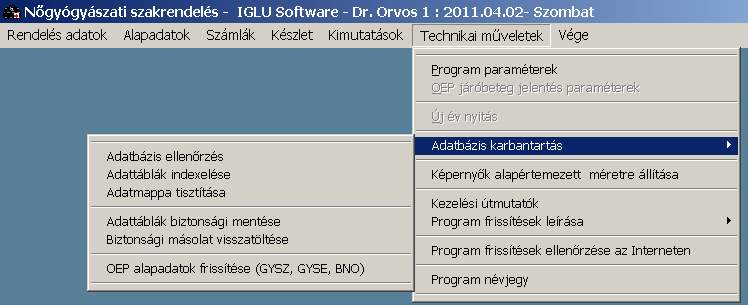 Nőgyógyászati szakrendelés - IGLU Software - Dr. Orvos 1 : 2011.04.02- Szombat
Rendelés adatok Alapadatok Számlák Készlet Kimutatások Technikai műveletek Vége
Program paraméterek
OEP járóbeteg jelentés paraméterek
Új év nyitás
Adatbázis karbantartás
Képernyők alapértemezett méretre állítása
Kezelési útmutatók
Program frissítések leírása
Program frissítések ellenőrzése az Interneten
Program névjegy
Adatbázis ellenőrzés
Adattáblák indexelése
Adatmappa tisztítása
Adattáblák biztonsági mentése
Biztonsági másolat visszatöltése
OEP alapadatok frissítése (GYSZ, GYSE, BNO)